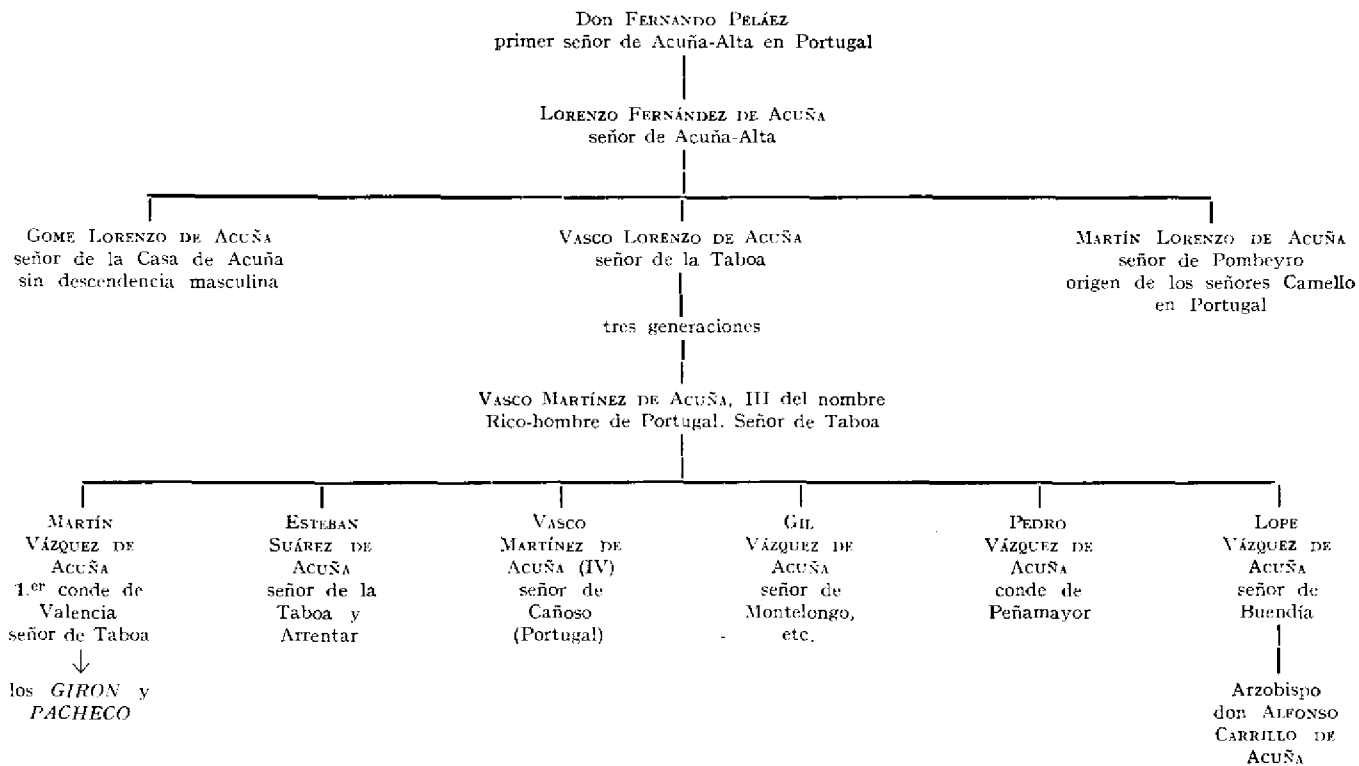 Don FERNANDO PELÁEZ
primer señor de Acuña-Alta en Portugal
LORENZO FERNÁNDEZ DE ACUÑA
señor de Acuña-Alta
GOME LORENZO DE ACUÑA
señor de la Casa de Acuña
sin descendencia masculina
VASCO LORENZO DE ACUÑA
señor de la Taboa
MARTÍN LORENZO DE ACUÑA
señor de Pombeyro
origen de los señores Camello
en Portugal
tres generaciones
VASCO MARTÍNEZ DE ACUÑA, III del nombre
Rico-hombre de Portugal. Señor de Taboa
MARTÍN
VÁZQUEZ DE
ACUÑA
1.er conde de
Valencia
señor de Taboa
los GIRON y
PACHECO
ESTEBAN
SUÁREZ DE
ACUÑA
señor de la
Taboa y
Arrentar
VASCO
MARTÍNEZ DE
ACUÑA (IV)
señor de
Cañoso
(Portugal)
GIL
VÁZQUEZ DE
ACUÑA
señor de
Montelongo,
etc.
PEDRO
VÁZQUEZ DE
ACUÑA
conde de
Peñamayor
LOPE
VÁZQUEZ DE
ACUÑA
señor de
Buendía
Arzobispo
don ALFONSO
CARRILLO DE
ACUÑA